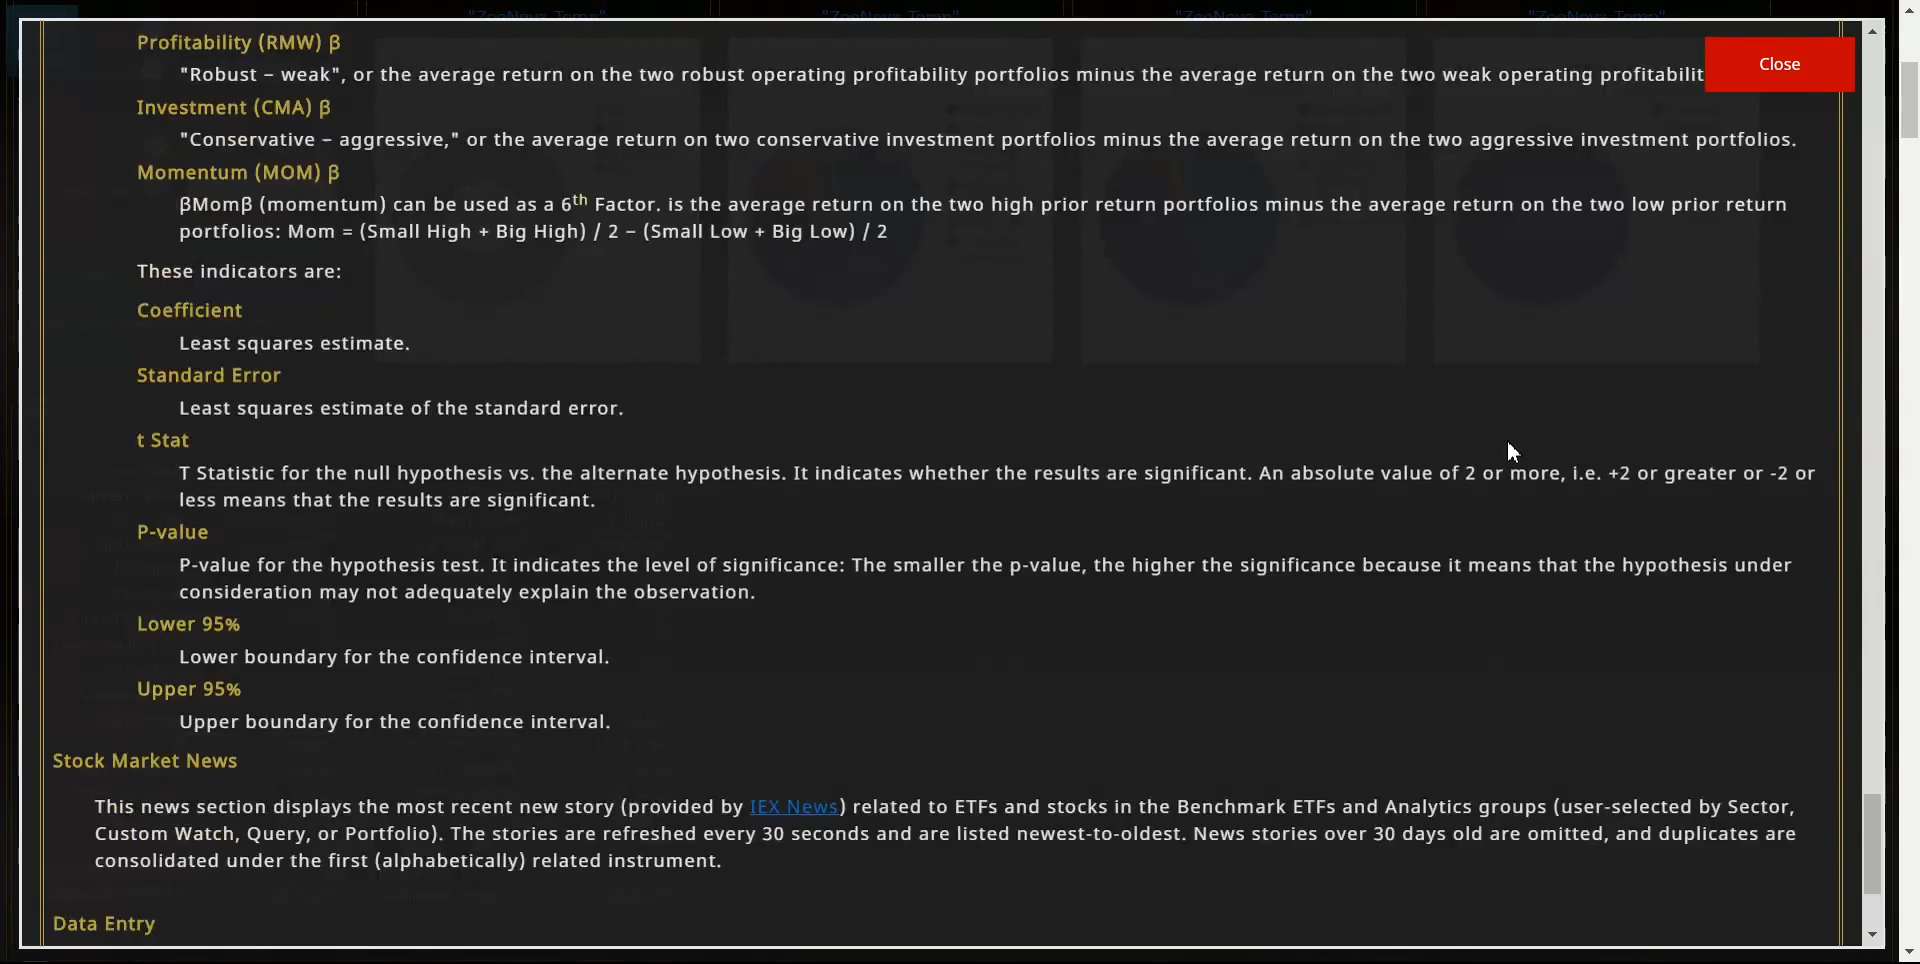 "ZooNova Temp" "ZooNova Temp" "ZooNova Temp" "ZooNova Temp"
Profitability (RMW) β
Close
"Robust – weak", or the average return on the two robust operating profitability portfolios minus the average return on the two weak operating profitabilit
Investment (CMA) β
"Conservative – aggressive," or the average return on two conservative investment portfolios minus the average return on the two aggressive investment portfolios.
Momentum (MOM) β
βMomβ (momentum) can be used as a 6th Factor. is the average return on the two high prior return portfolios minus the average return on the two low prior return
portfolios: Mom = (Small High + Big High) / 2 – (Small Low + Big Low) / 2
These indicators are:
Coefficient
Least squares estimate.
Standard Error
Least squares estimate of the standard error.
t Stat
T Statistic for the null hypothesis vs. the alternate hypothesis. It indicates whether the results are significant. An absolute value of 2 or more, i.e. +2 or greater or -2 or
less means that the results are significant.
P-value
P-value for the hypothesis test. It indicates the level of significance: The smaller the p-value, the higher the significance because it means that the hypothesis under
consideration may not adequately explain the observation.
Lower 95%
Lower boundary for the confidence interval.
Upper 95%
Upper boundary for the confidence interval.
Stock Market News
This news section displays the most recent new story (provided by IEX News) related to ETFs and stocks in the Benchmark ETFs and Analytics groups (user-selected by Sector,
Custom Watch, Query, or Portfolio). The stories are refreshed every 30 seconds and are listed newest-to-oldest. News stories over 30 days old are omitted, and duplicates are
consolidated under the first (alphabetically) related instrument.
Data Entry